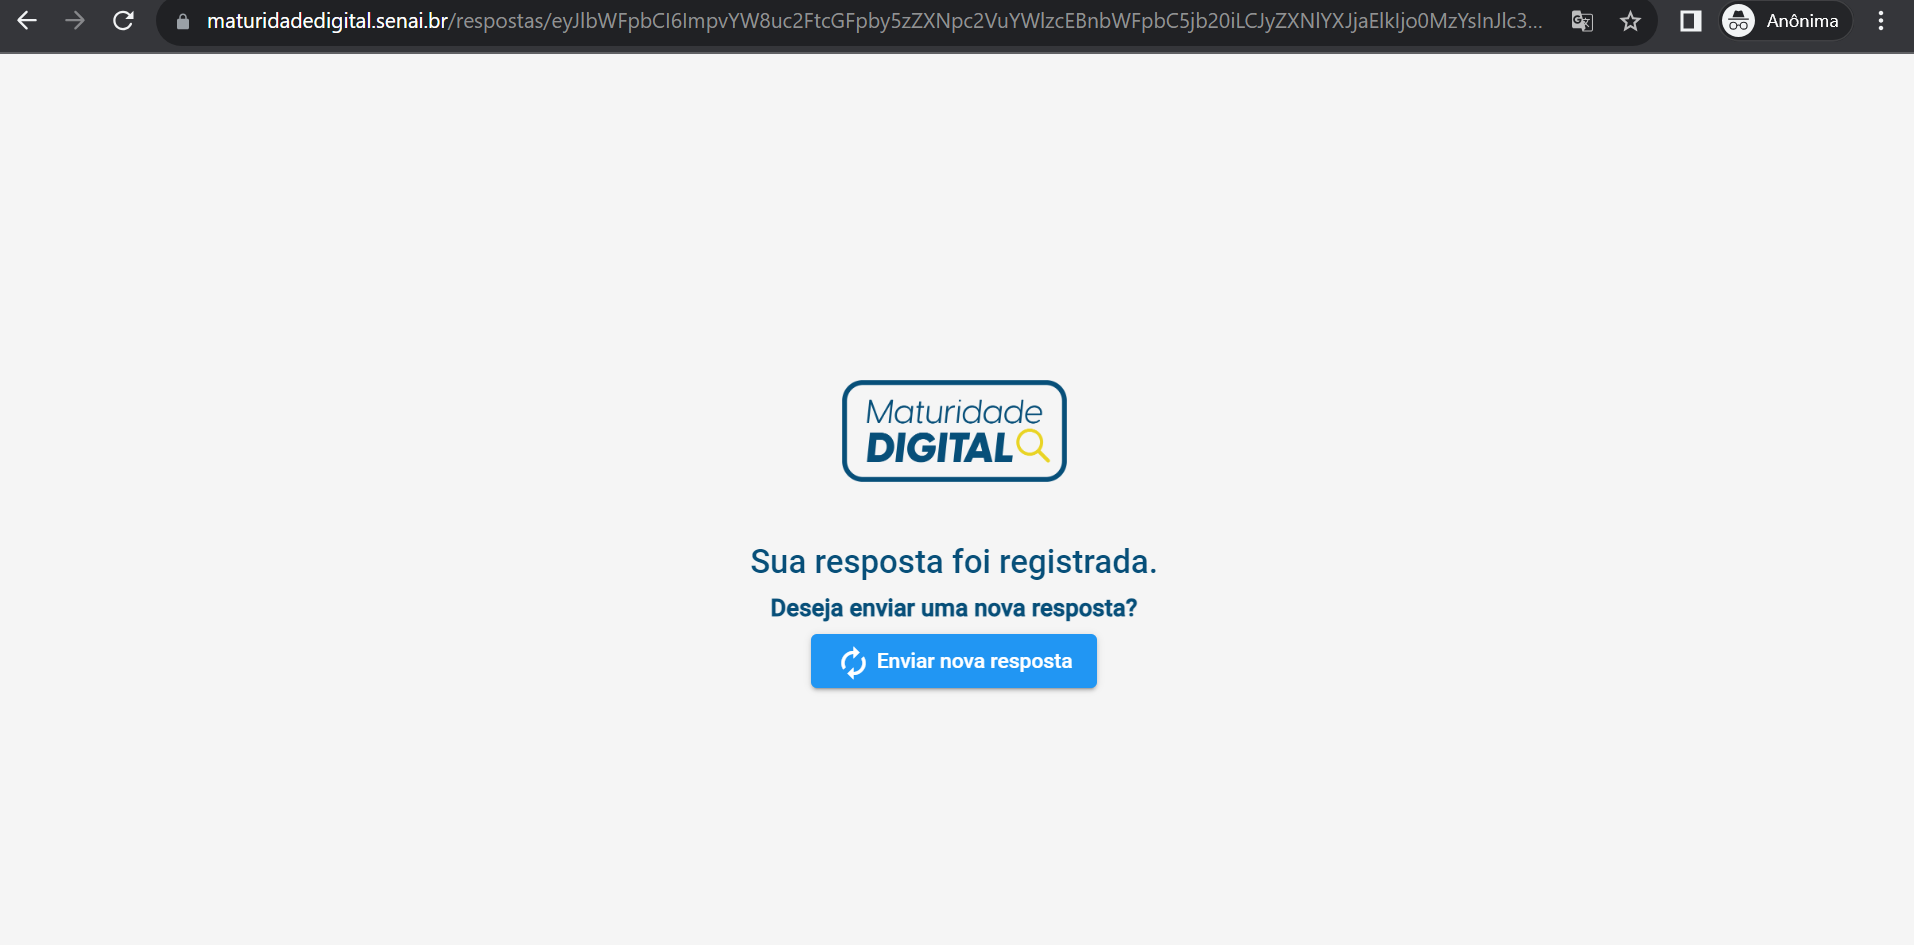 maturidadedigital.senai.br/respostas/eyJlbWFpbCI6ImpvYW8uc2FtcGFpby5zZXNpc2VuYWlzcEBnbWFpbC5jb20iLCJyZXNlYXJjaElkIjo0MzYsInJlc3...
Anônima
Maturidade
DIGITAL
Sua resposta foi registrada.
Deseja enviar uma nova resposta?
Enviar nova resposta